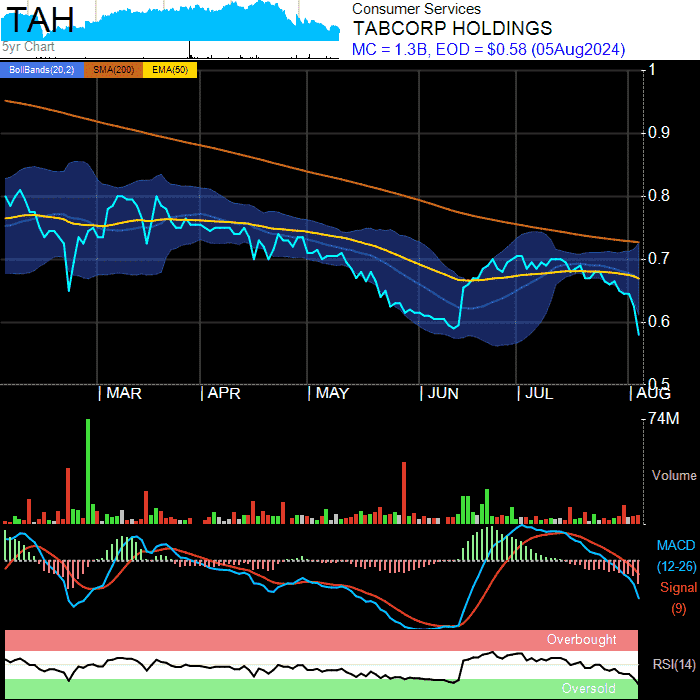 TAH
5yr Chart
Consumer Services
TABCORP HOLDINGS
MC = 1.3B, EOD = $0.58 (05Aug2024)
BollBands(20,2) SMA(200) EMA(50)
1
0.9
0.8
0.7
0.6
0.5
MAR APR MAY JUN JUL AUG
74M
Volume
MACD
(12-26)
Signal
(9)
Overbought
RSI(14)
Oversold